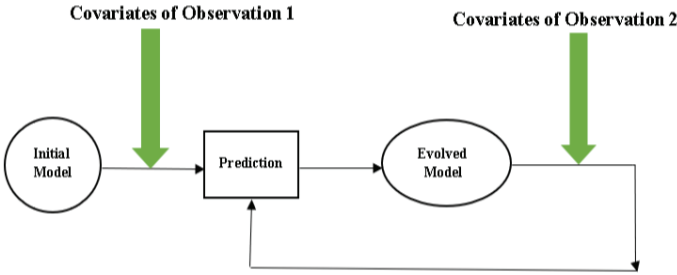 Covariates of Observation 1
Covariates of Observation 2
Initial
Model
Prediction
Evolved
Model